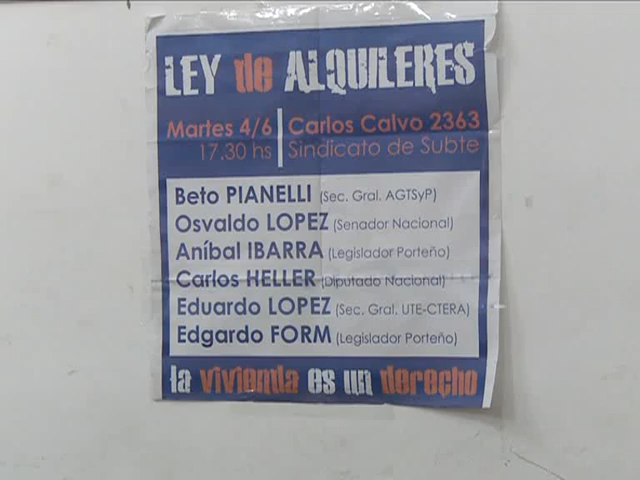 LEY de ALQUILERES
Martes 4/6 Carlos Calvo 2363
17.30 hs Sindicato de Subte
Beto PIANELLI (Sec. Gral. AGTSyP)
Osvaldo LOPEZ (Senador Nacional)
Aníbal IBARRA (Legislador Porteño)
Carlos HELLER (Diputado Nacional)
Eduardo LOPEZ (Sec. Gral. UTE-CTERA)
Edgardo FORM (Legislador Porteño)
la vivienda es un derecho